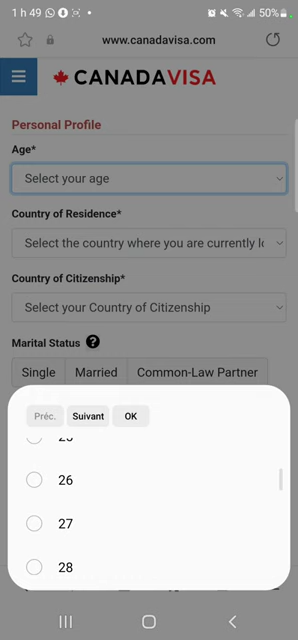 1 h 49
50%
www.canadavisa.com
CANADAVISA
Personal Profile
Age*
Select your age
Country of Residence*
Select the country where you are currently lo
Country of Citizenship*
Select your Country of Citizenship
Marital Status ?
Single Married Common-Law Partner
Préc. Suivant OK
25
26
27
28